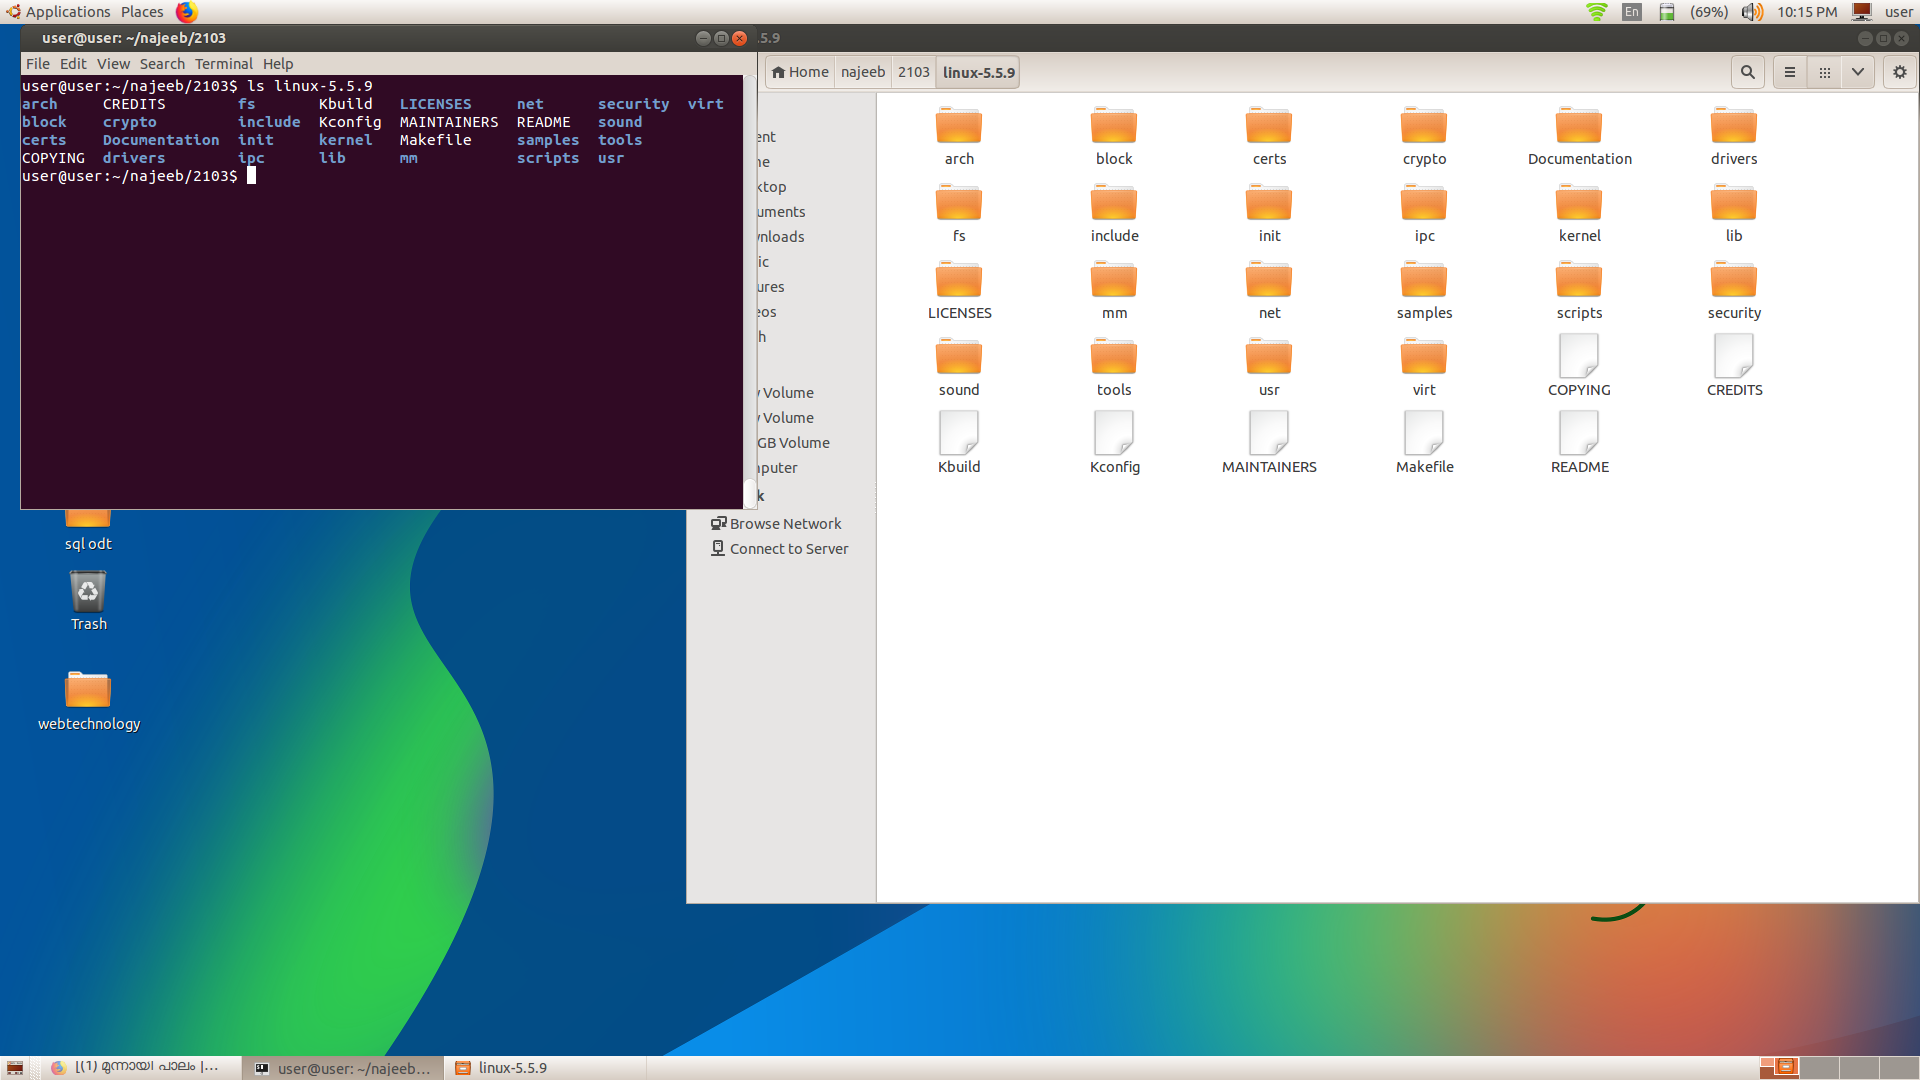 Applications Places En (69%) 10:15 PM user
user@user: ~/najeeb/2103
File Edit View Search Terminal Help
user@user:~/najeeb/2103$ ls linux-5.5.9
arch CREDITS fs Kbuild LICENSES net security virt
block crypto include Kconfig MAINTAINERS README sound
certs Documentation init kernel Makefile samples tools
COPYING drivers ipc lib mm scripts usr
user@user:~/najeeb/2103$
.5.9
Home najeeb 2103 linux-5.5.9
ent
me
ktop
uments
nloads
ic
ures
eos
h
Volume
Volume
GB Volume
puter
k
Browse Network
Connect to Server
arch block certs crypto Documentation drivers
fs include init ipc kernel lib
LICENSES mm net samples scripts security
sound tools usr virt COPYING CREDITS
Kbuild Kconfig MAINTAINERS Makefile README
sql odt
Trash
webtechnology
[(1) മൂന്നായി പാലം |... user@user: ~/najeeb... linux-5.5.9